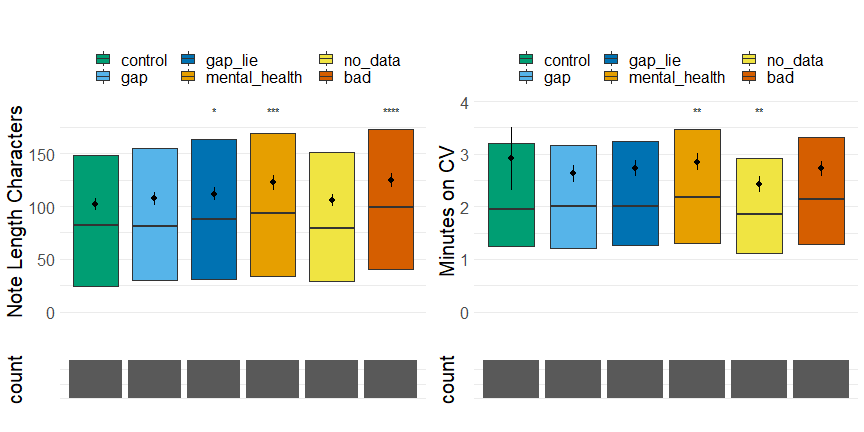 control gap_lie no_data
gap mental_health bad
Note Length Characters
* *** ****
150
100
50
0
count
control gap_lie no_data
gap mental_health bad
Minutes on CV
** **
4
3
2
1
0
count